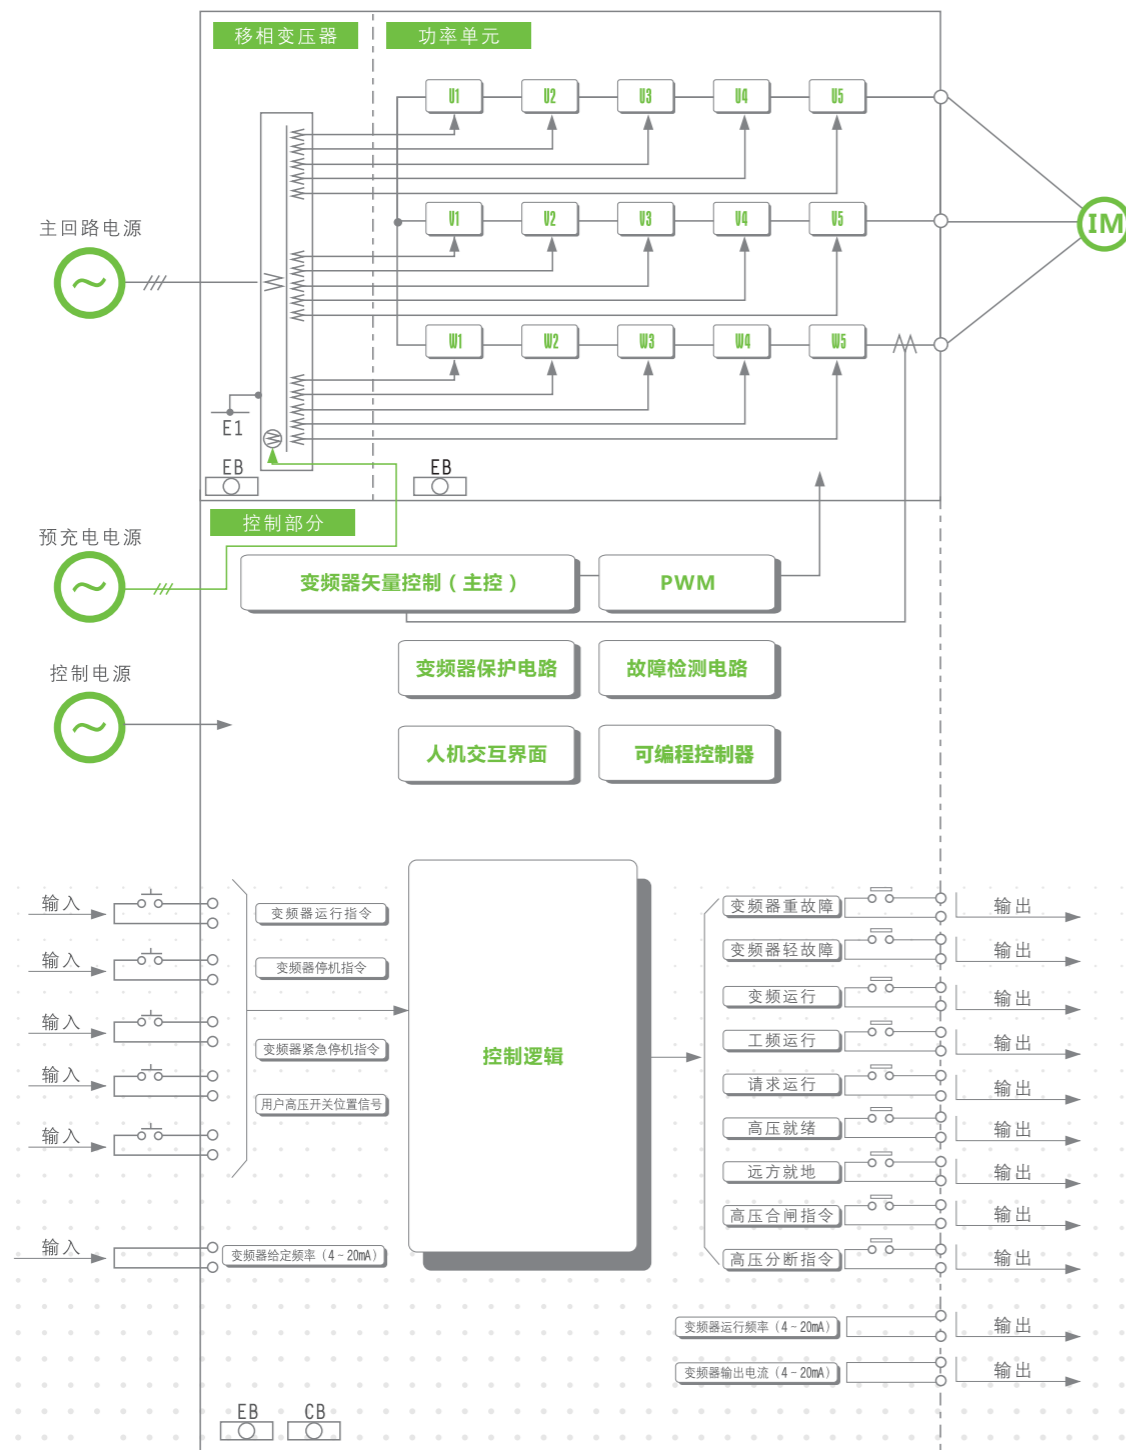 移相变压器
功率单元
U1 U2 U3 U4 U5
主回路电源
V1 V2 V3 V4 V5
IM
W1 W2 W3 W4 W5
E1
EB
EB
控制部分
预充电电源
变频器矢量控制（主控）
PWM
控制电源
变频器保护电路
故障检测电路
人机交互界面
可编程控制器
输入
输入
输入
输入
输入
输入
变频器运行指令
变频器停机指令
变频器紧急停机指令
用户高压开关位置信号
变频器给定频率（4－20mA）
控制逻辑
变频器重故障
变频器轻故障
变频运行
工频运行
请求运行
高压就绪
远方就地
高压合闸指令
高压分断指令
变频器运行频率（4－20mA）
变频器输出电流（4－20mA）
输出
输出
输出
输出
输出
输出
输出
输出
输出
输出
输出
EB
CB